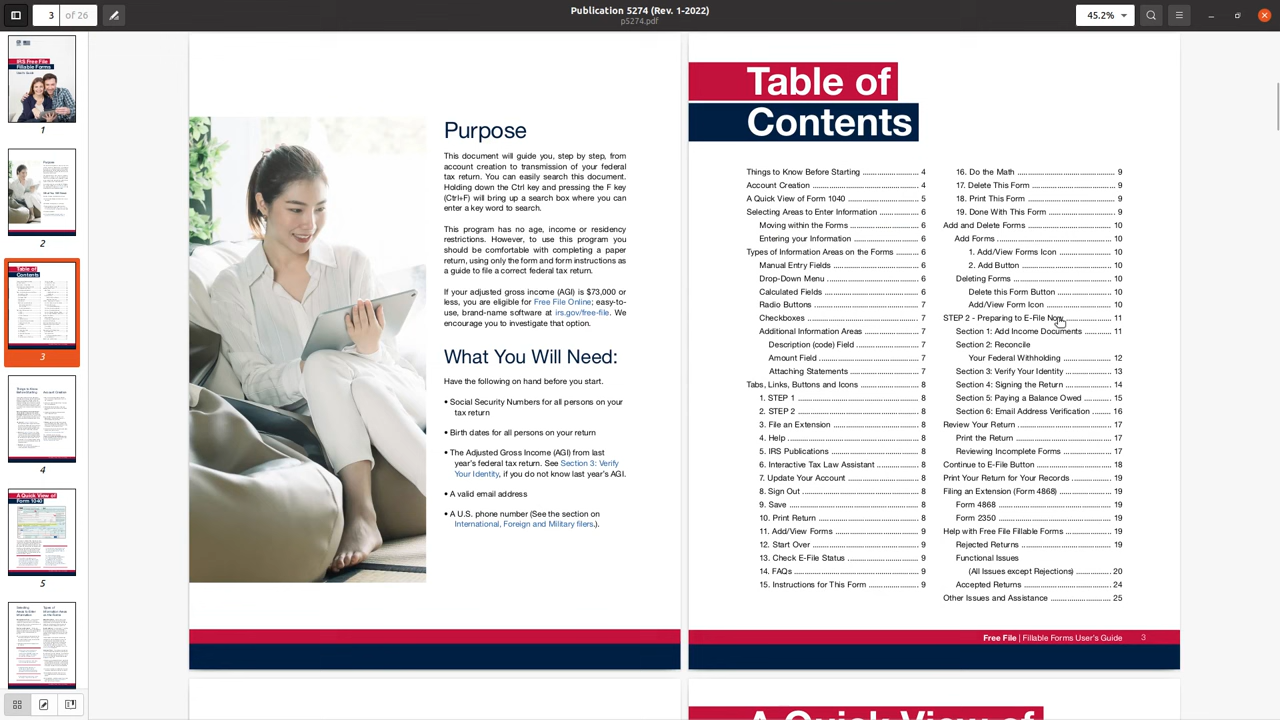 3 of 26
Publication 5274 (Rev. 1-2022)
p5274.pdf
45.2%
1
2
3
4
5
Purpose
This document will guide you, step by step, from
account creation to transmission of your federal
tax return. You can easily search this document.
Holding down the Ctrl key and pressing the F key
(Ctrl+F) will bring up a search box where you can
enter a key word to search.
This program has no age, income or residency
restrictions. However, to use this program you
should be comfortable with completing a paper
return, using only the form and form instructions as
a guide to file a correct federal tax return.
If your adjusted gross income (AGI) is $73,000 or
less, you are eligible for Free File Online; easy-to-
use, brand-name software at irs.gov/free-file. We
encourage you to investigate that option.
What You Will Need:
Have the following on hand before you start.
• Social Security Numbers for all persons on your
tax return
• Birth dates for all persons on your return
• The Adjusted Gross Income (AGI) from last
year's federal tax return. See Section 3: Verify
Your Identity, if you do not know last year's AGI.
• A valid email address
• A U.S. phone number (See the section on
International, Foreign and Military filers.).
Table of
Contents
Things to Know Before Starting 4
Account Creation 4
A Quick View of Form 1040 5
Selecting Areas to Enter Information 6
Moving within the Forms 6
Entering your Information 6
Types of Information Areas on the Forms 6
Manual Entry Fields 6
Drop-Down Menu 6
Calculated Fields 6
Radio Buttons 7
Checkboxes 7
Additional Information Areas 7
Description (code) Field 7
Amount Field 7
Attaching Statements 7
Tabs, Links, Buttons and Icons 8
1. STEP 1 8
2. STEP 2 8
3. File an Extension 8
4. Help 8
5. IRS Publications 8
6. Interactive Tax Law Assistant 8
7. Update Your Account 8
8. Sign Out 8
9. Save 8
10. Print Return 8
11. Add/View Forms 9
12. Start Over 9
13. Check E-File Status 9
14. FAQs 9
15. Instructions for This Form 9
16. Do the Math 9
17. Delete This Form 9
18. Print This Form 9
19. Done With This Form 9
Add and Delete Forms 10
Add Forms 10
1. Add/View Forms Icon 10
2. Add Button 10
Deleting Forms 10
Delete this Form Button 10
Add/View Form Icon 10
STEP 2 - Preparing to E-File Now 11
Section 1: Add Income Documents 11
Section 2: Reconcile
Your Federal Withholding 12
Section 3: Verify Your Identity 13
Section 4: Signing the Return 14
Section 5: Paying a Balance Owed 15
Section 6: Email Address Verification 16
Review Your Return 17
Print the Return 17
Reviewing Incomplete Forms 17
Continue to E-File Button 18
Print Your Return for Your Records 19
Filing an Extension (Form 4868) 19
Form 4868 19
Form 2350 19
Help with Free File Fillable Forms 19
Rejected Returns 19
Functional Issues
(All Issues except Rejections) 20
Accepted Returns 24
Other Issues and Assistance 25
Free File | Fillable Forms User's Guide 3
A Quick View of